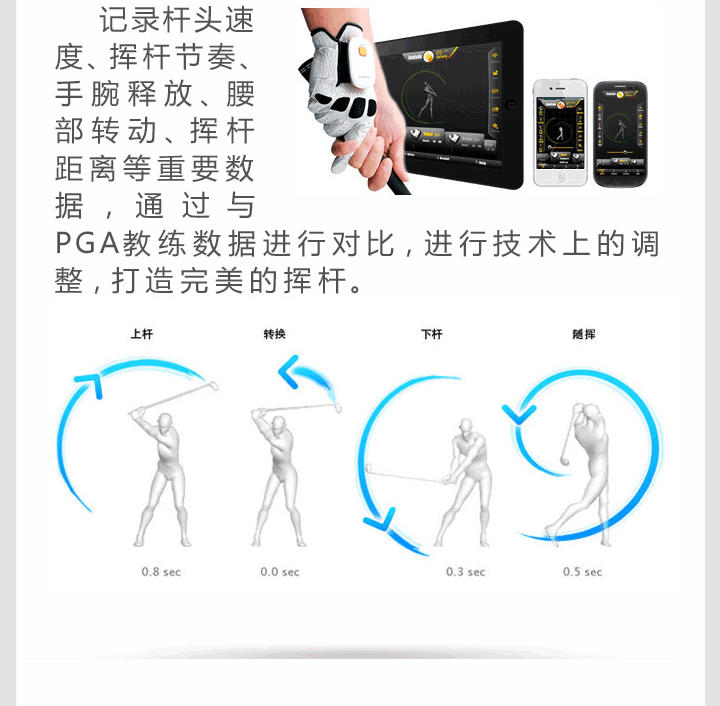 记录杆头速
度、挥杆节奏、
手腕释放、腰
部转动、挥杆
距离等重要数
据,通过与
PGA教练数据进行对比,进行技术上的调
整,打造完美的挥杆。
上杆 转换 下杆 随挥
0.8 sec 0.0 sec 0.3 sec 0.5 sec